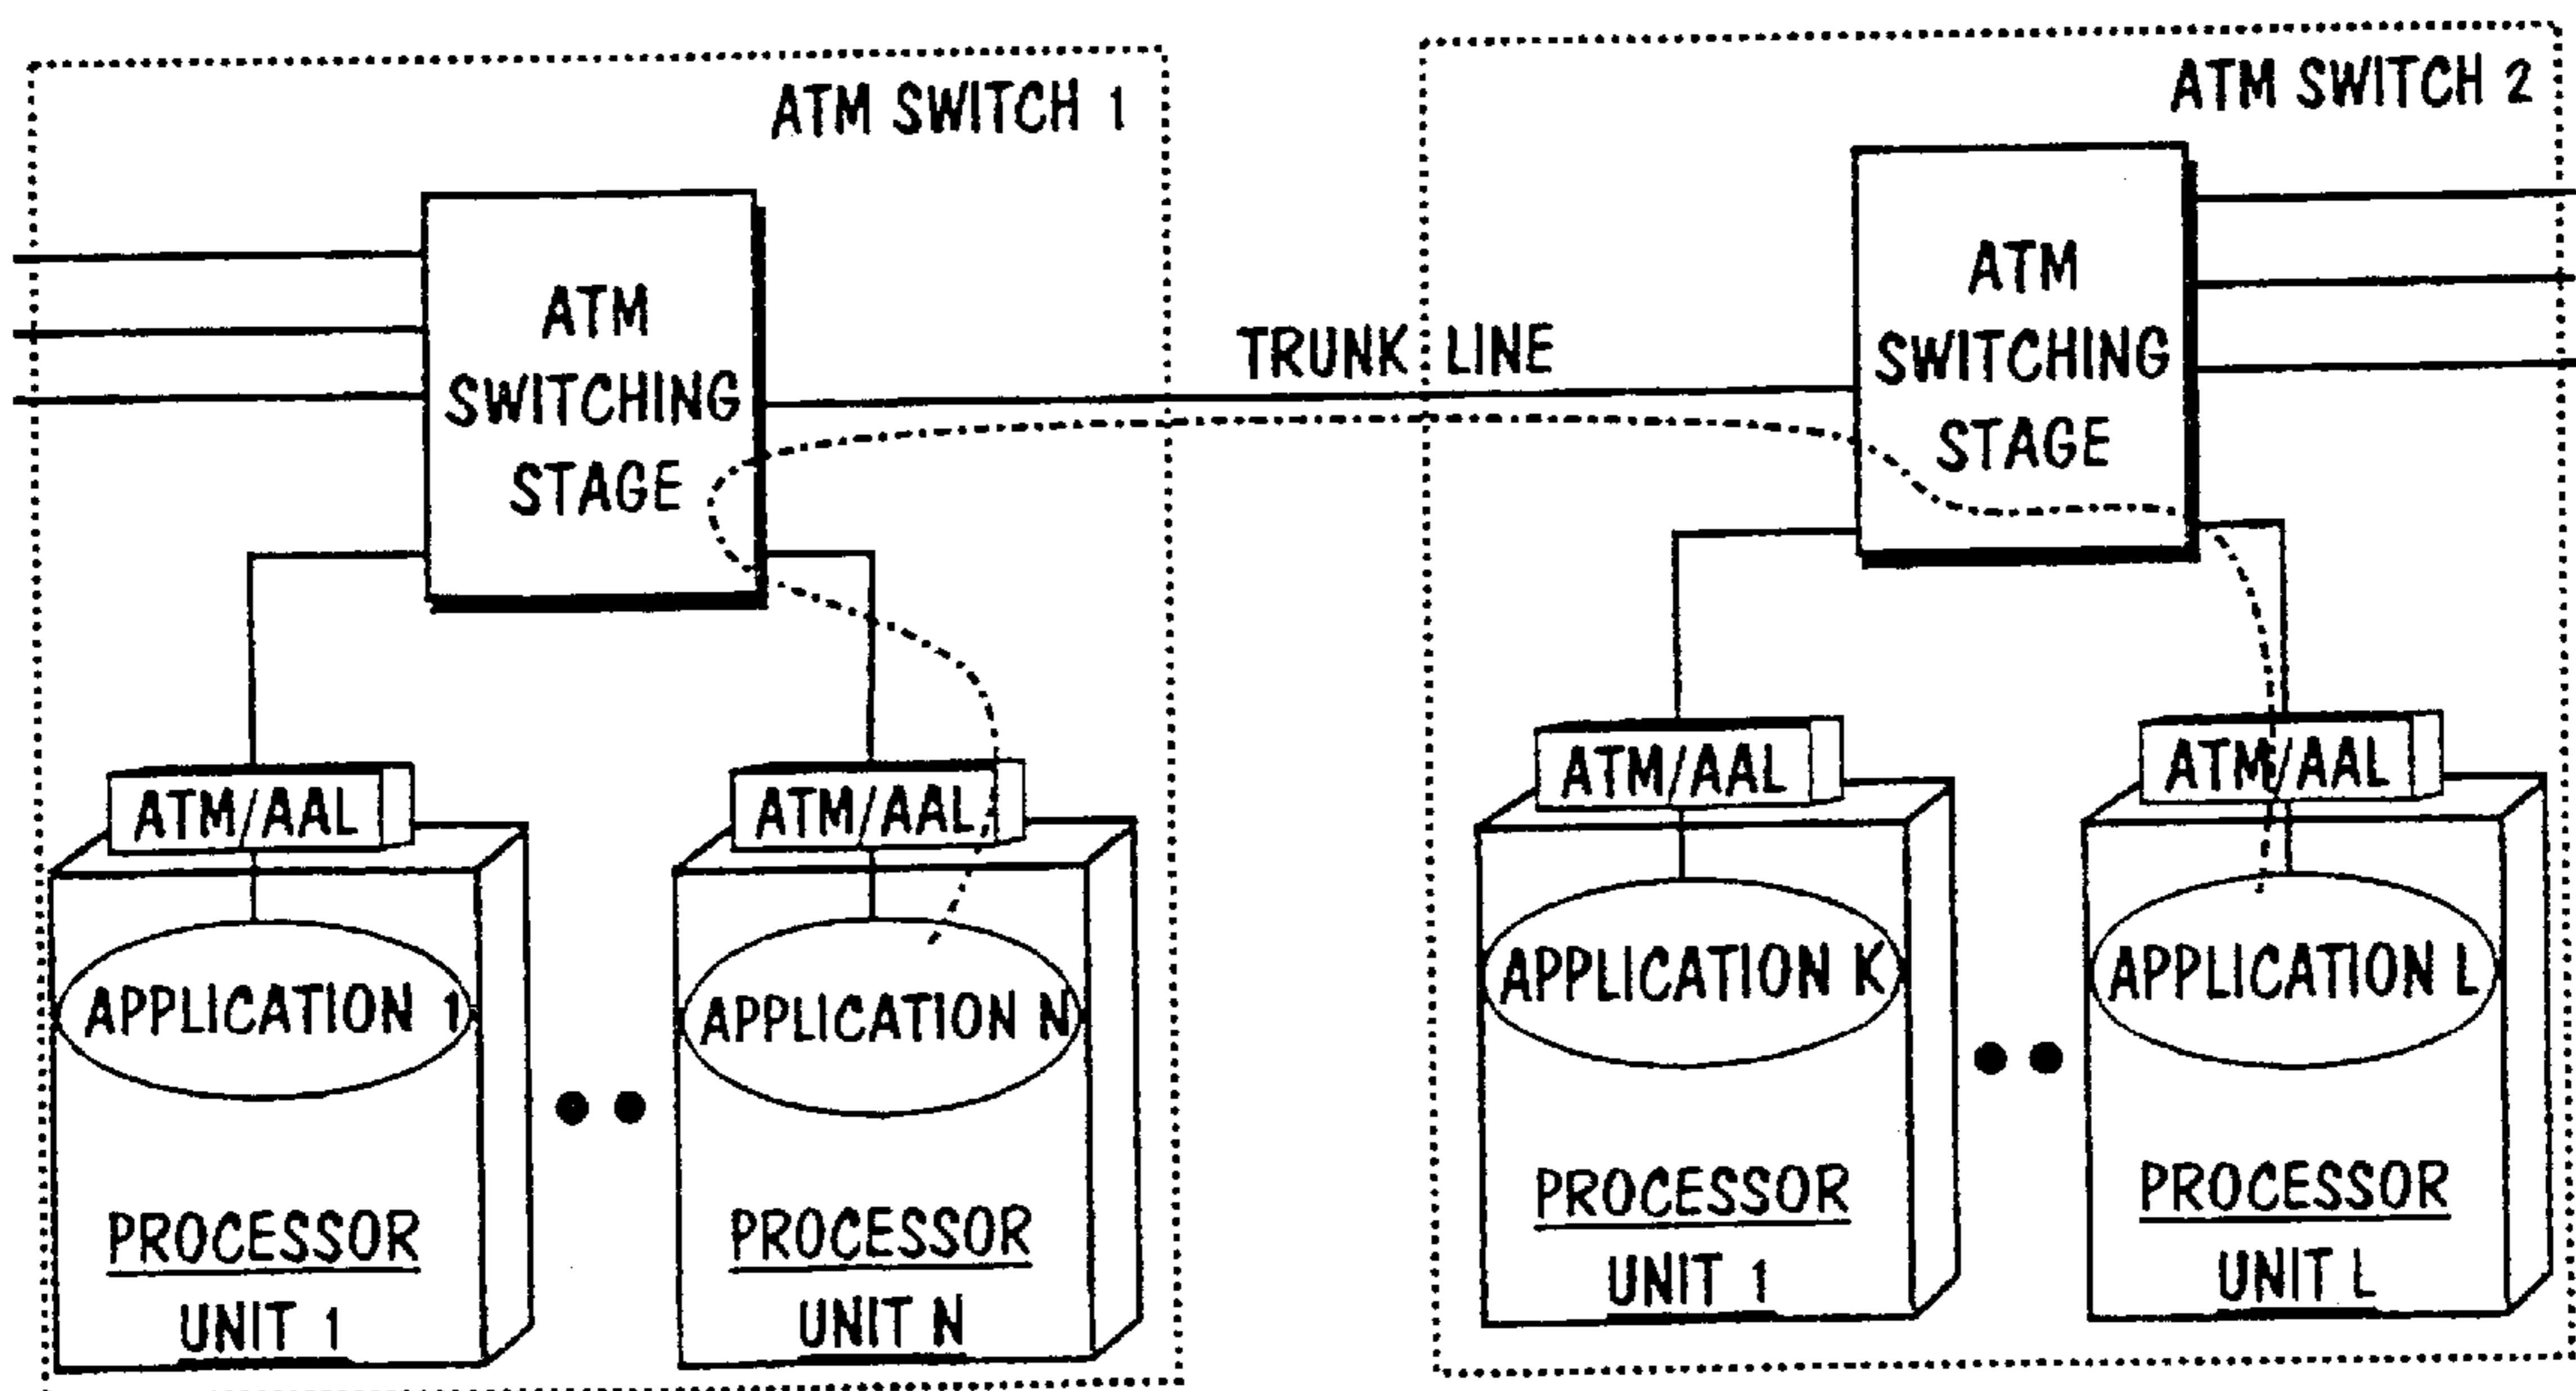 ATM SWITCH 1
ATM
SWITCHING
STAGE
ATM/AAL
ATM/AAL
APPLICATION 1
APPLICATION N
PROCESSOR
UNIT 1
PROCESSOR
UNIT N
TRUNK LINE
ATM SWITCH 2
ATM
SWITCHING
STAGE
ATM/AAL
ATM/AAL
APPLICATION K
APPLICATION L
PROCESSOR
UNIT 1
PROCESSOR
UNIT L